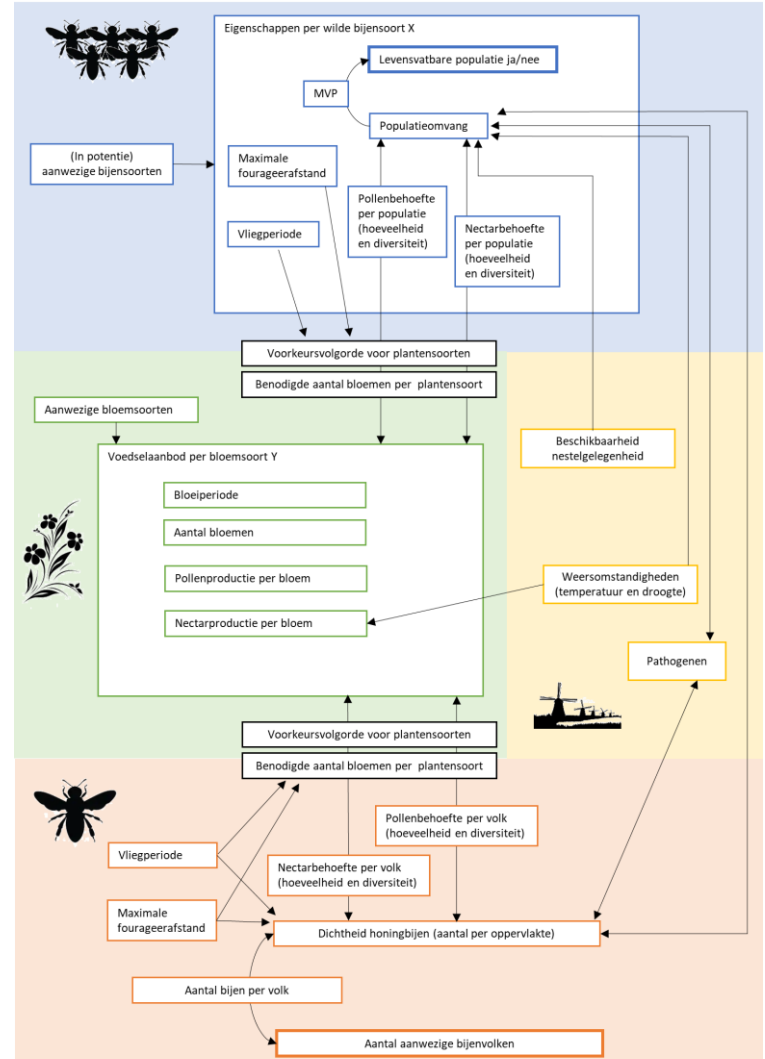 Eigenschappen per wilde bijensoort X
Levensvatbare populatie ja/nee
MVP
Populatieomvang
(In potentie)
aanwezige bijensoorten
Maximale
fourageerafstand
Vliegperiode
Pollenbehoefte
per populatie
(hoeveelheid
en diversiteit)
Nectarbehoefte
per populatie
(hoeveelheid
en diversiteit)
Voorkeursvolgorde voor plantensoorten
Benodigde aantal bloemen per plantensoort
Aanwezige bloemsoorten
Voedselaanbod per bloemsoort Y
Bloeiperiode
Aantal bloemen
Pollenproductie per bloem
Nectarproductie per bloem
Beschikbaarheid
nestelgelegenheid
Weersomstandigheden
(temperatuur en droogte)
Pathogenen
Voorkeursvolgorde voor plantensoorten
Benodigde aantal bloemen per plantensoort
Vliegperiode
Maximale
fourageerafstand
Nectarbehoefte per volk
(hoeveelheid en diversiteit)
Pollenbehoefte per volk
(hoeveelheid en diversiteit)
Dichtheid honingbijen (aantal per oppervlakte)
Aantal bijen per volk
Aantal aanwezige bijenvolken